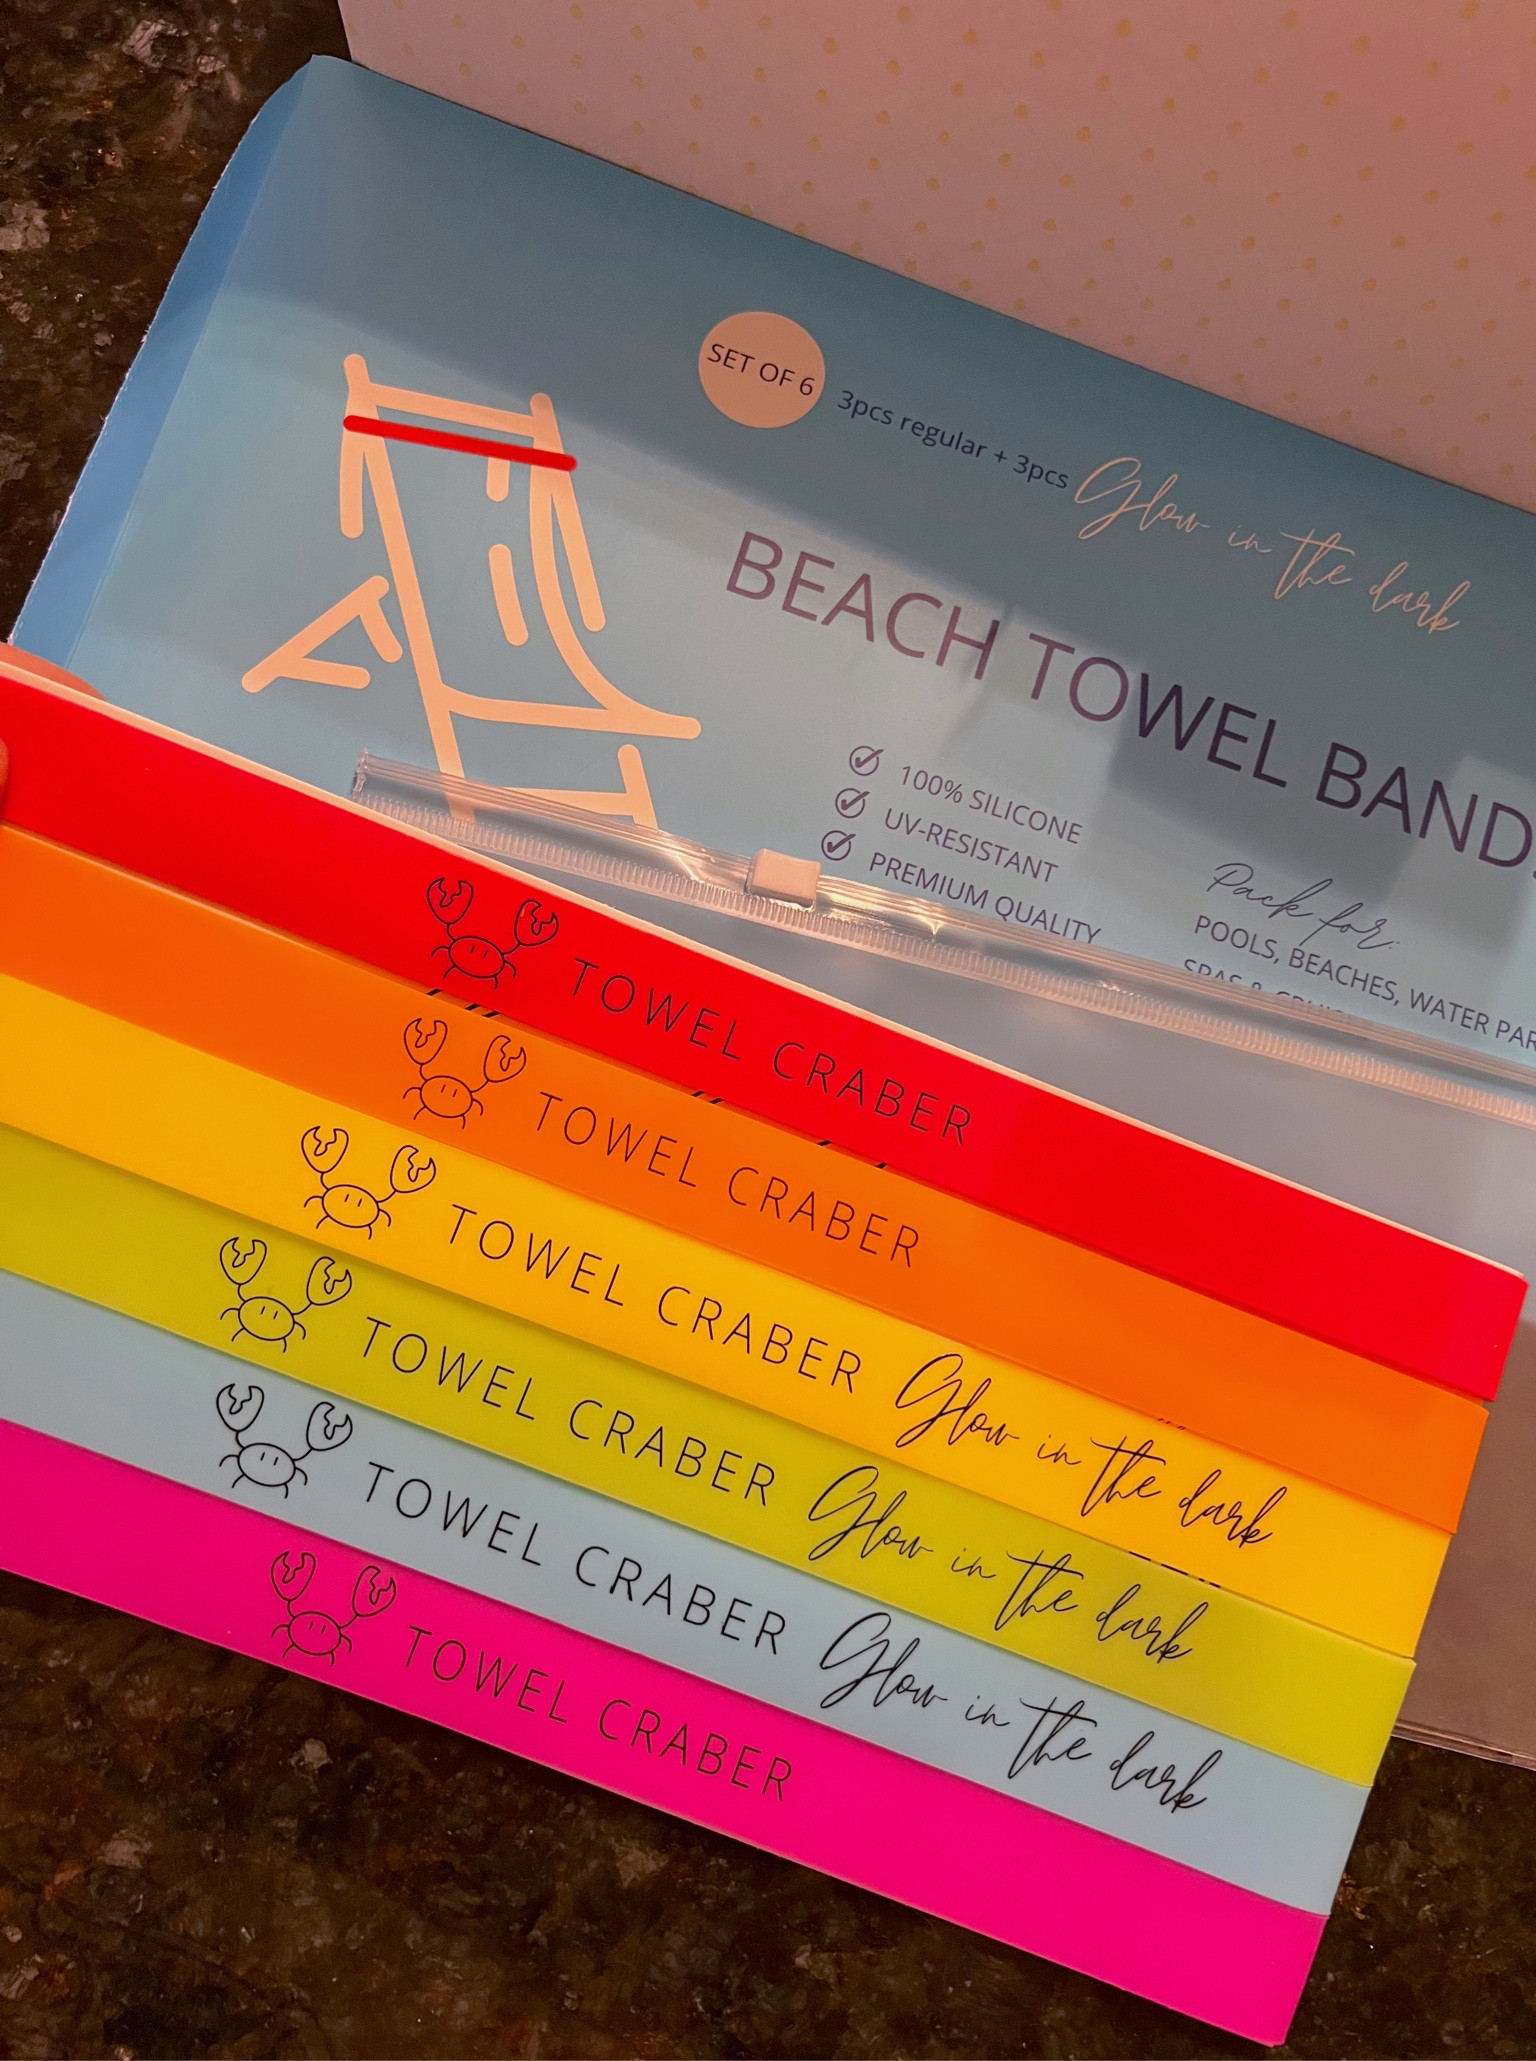 SET OF 6
3pcs regular + 3pcs Glow in the dark
BEACH TOWEL
100% SILICONE
UV-RESISTANT
PREMIUM QUALITY
Pack for:
POOLS, BEACHES, WATER
TOWEL CRABER
TOWEL CRABER
TOWEL CRABER Glow in the dark
TOWEL CRABER Glow in the dark
TOWEL CRABER Glow in the dark
TOWEL CRABER